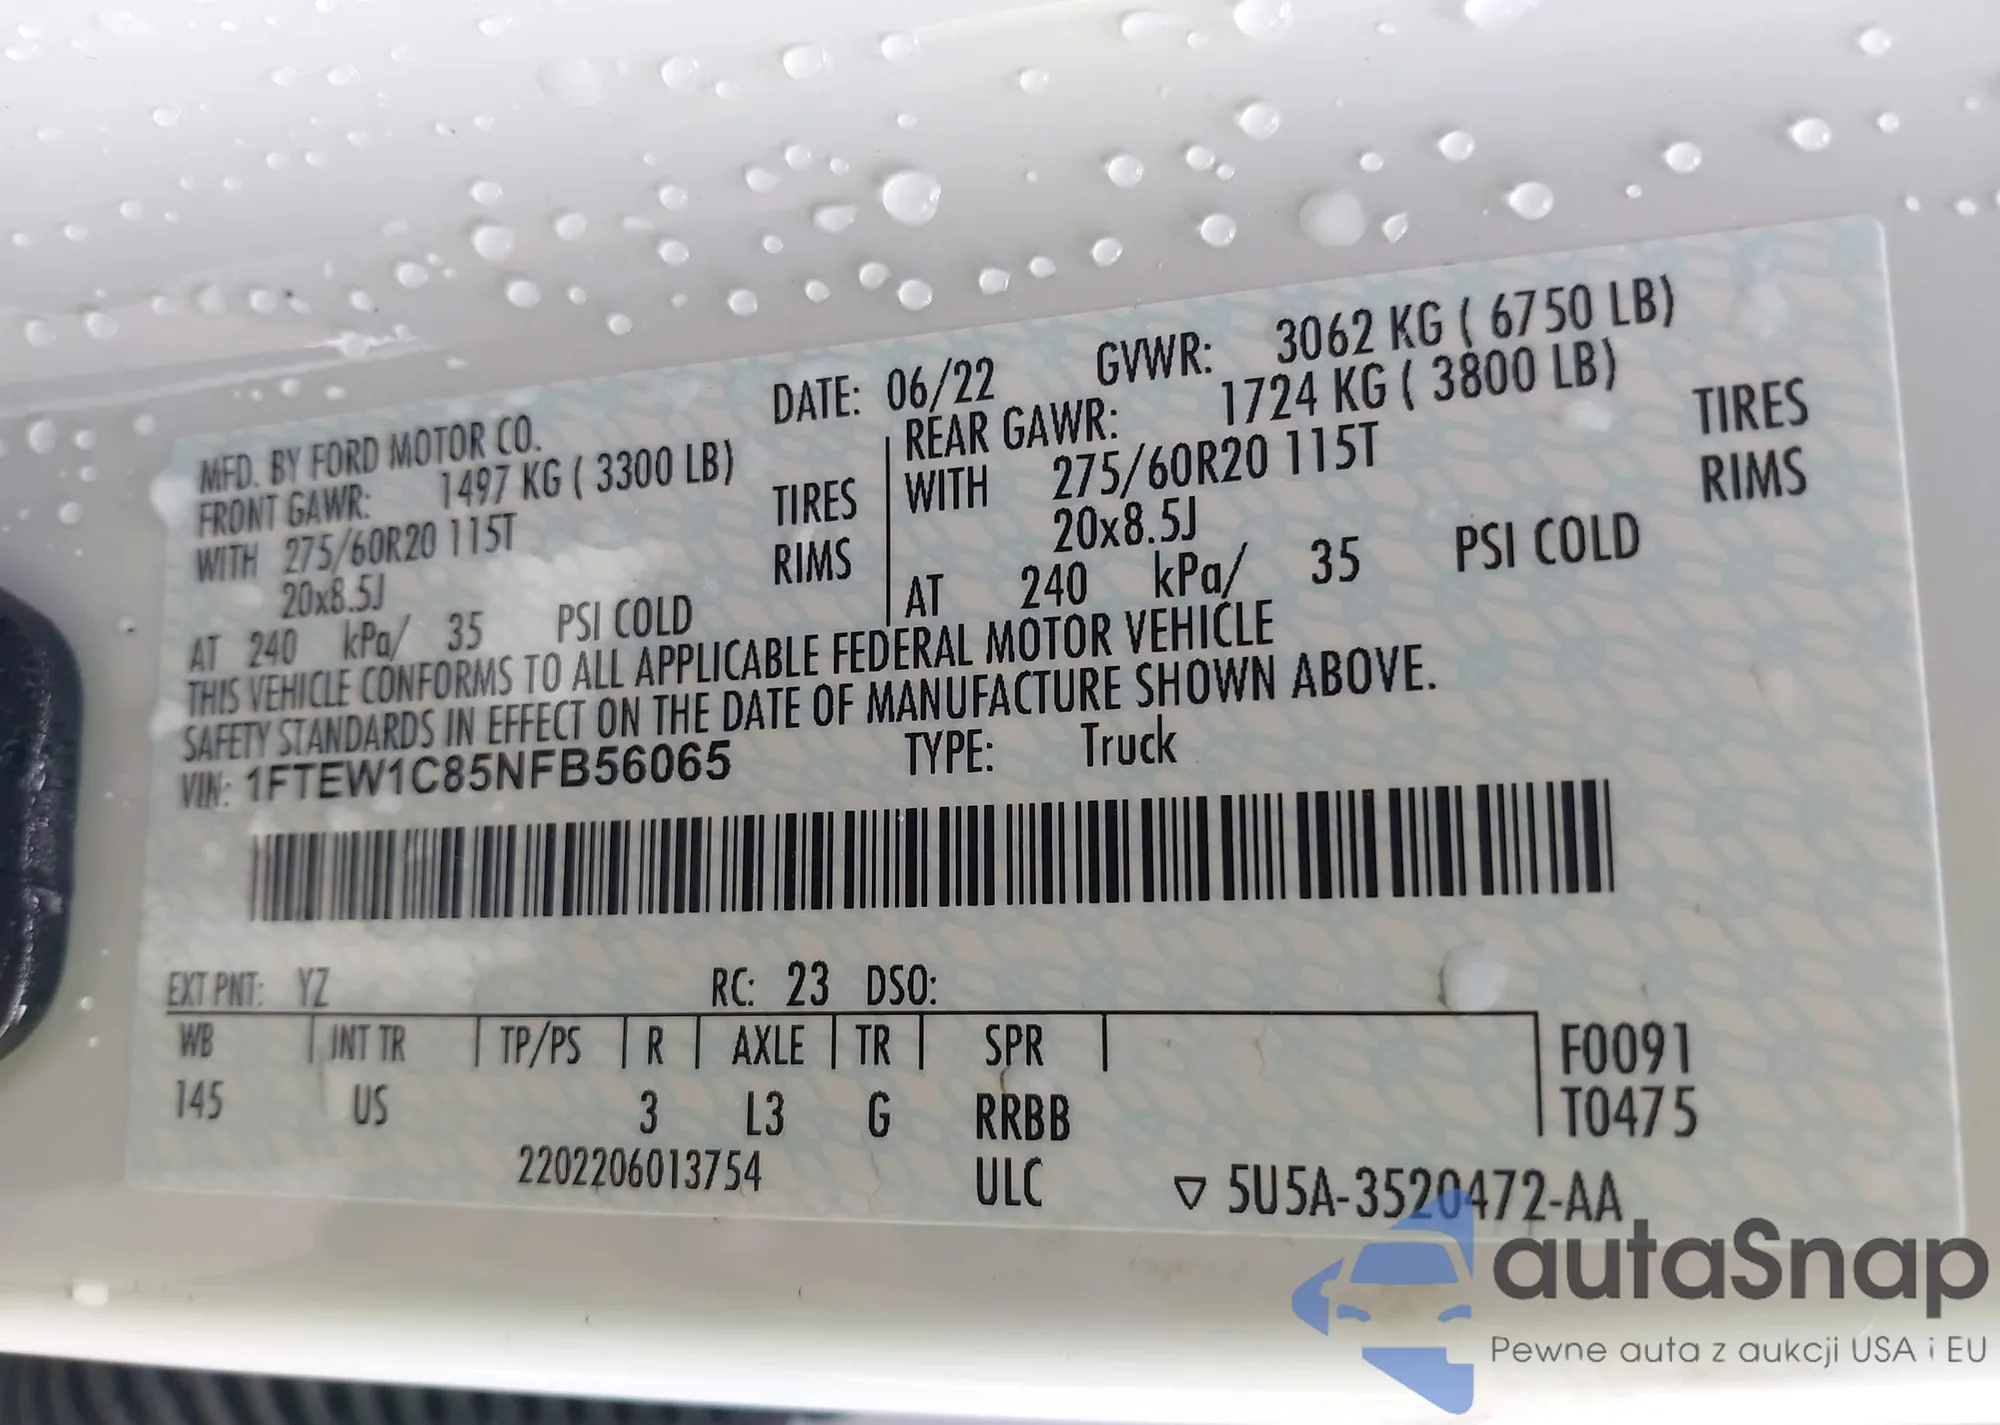 MFD. BY FORD MOTOR CO. DATE: 06/22 GVWR: 3062 KG ( 6750 LB)
FRONT GAWR: 1497 KG ( 3300 LB) REAR GAWR: 1724 KG ( 3800 LB)
WITH 275/60R20 115T TIRES WITH 275/60R20 115T TIRES
20x8.5J RIMS 20x8.5J RIMS
AT 240 kPa/ 35 PSI COLD AT 240 kPa/ 35 PSI COLD
THIS VEHICLE CONFORMS TO ALL APPLICABLE FEDERAL MOTOR VEHICLE
SAFETY STANDARDS IN EFFECT ON THE DATE OF MANUFACTURE SHOWN ABOVE.
VIN: 1FTEW1C85NFB56065 TYPE: Truck
EXT PNT: YZ RC: 23 DSO:
WB INT TR TP/PS R AXLE TR SPR F0091
145 US 3 L3 G RRBB T0475
2202206013754 ULC ▽ 5U5A-3520472-AA
autaSnap
Pewne auta z aukcji USA i EU